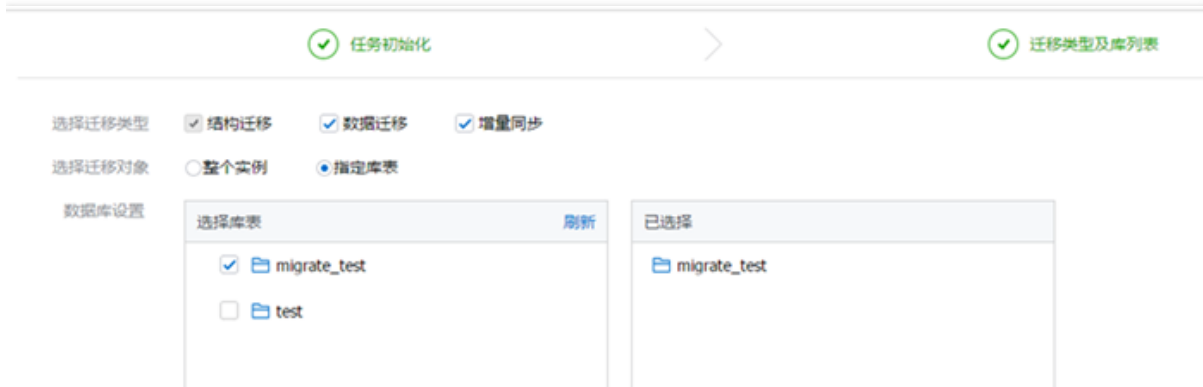 任务初始化 迁移类型及库列表
选择迁移类型 结构迁移 数据迁移 增量同步
选择迁移对象 整个实例 指定库表
数据库设置 选择库表 刷新 已选择
migrate_test migrate_test
test